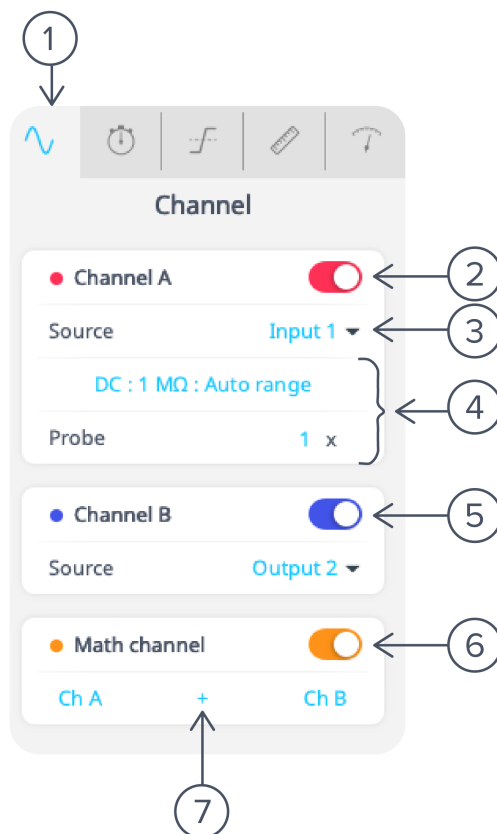 1
Channel
Channel A
2
Source Input 1
3
DC : 1 MΩ : Auto range
4
Probe 1 x
Channel B
5
Source Output 2
Math channel
6
Ch A + Ch B
7